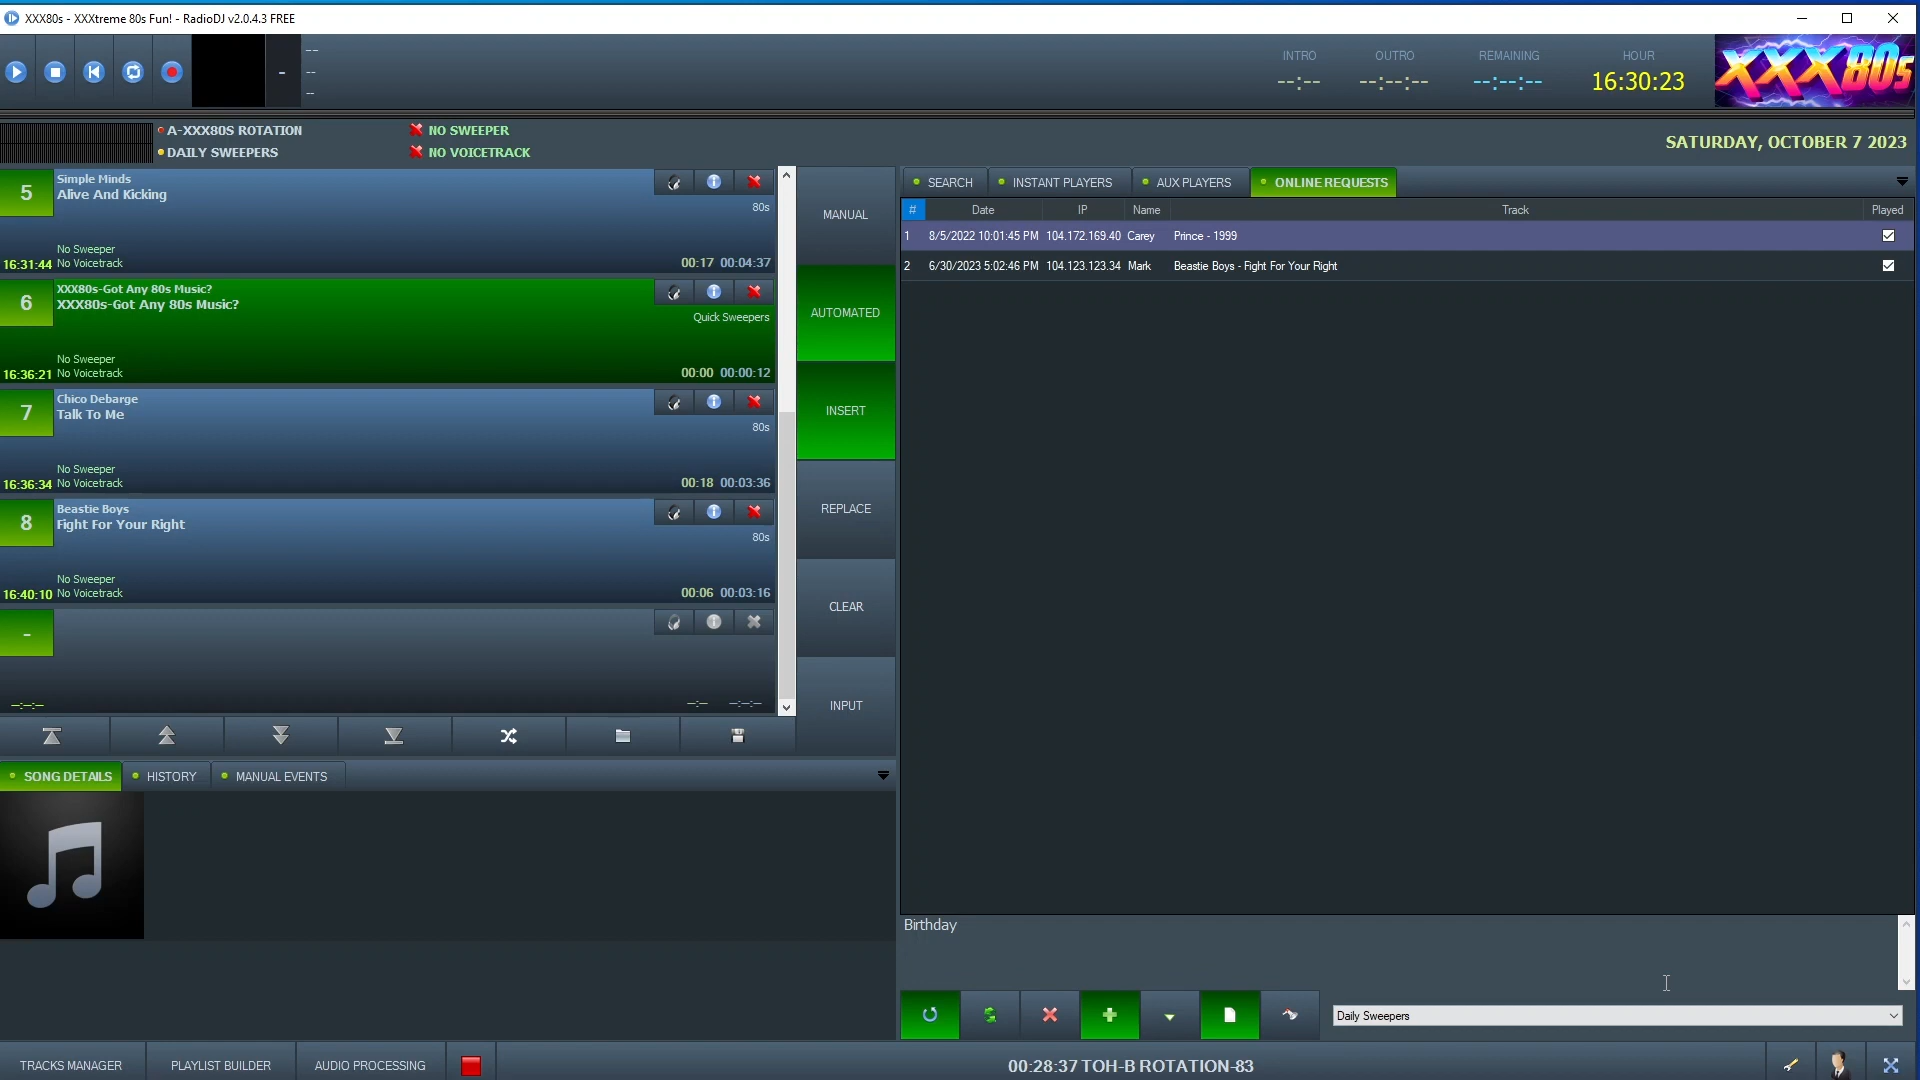 XXX80s - XXXtreme 80s Fun! - RadioDJ v2.0.4.3 FREE
--
-
--
--
INTRO OUTRO REMAINING HOUR
--:-- --:--:-- --:--:-- 16:30:23
XXX80s
A-XXX80S ROTATION
NO SWEEPER
DAILY SWEEPERS
NO VOICETRACK
SATURDAY, OCTOBER 7 2023
5
Simple Minds
Alive And Kicking
80s
No Sweeper
16:31:44 No Voicetrack
00:17 00:04:37
6
XXX80s-Got Any 80s Music?
XXX80s-Got Any 80s Music?
Quick Sweepers
No Sweeper
16:36:21 No Voicetrack
00:00 00:00:12
7
Chico Debarge
Talk To Me
80s
No Sweeper
16:36:34 No Voicetrack
00:18 00:03:36
8
Beastie Boys
Fight For Your Right
80s
No Sweeper
16:40:10 No Voicetrack
00:06 00:03:16
-
--:--:--
--:-- --:--:--
MANUAL
AUTOMATED
INSERT
REPLACE
CLEAR
INPUT
SEARCH INSTANT PLAYERS AUX PLAYERS ONLINE REQUESTS
# Date IP Name Track Played
1 8/5/2022 10:01:45 PM 104.172.169.40 Carey Prince - 1999
2 6/30/2023 5:02:46 PM 104.123.123.34 Mark Beastie Boys - Fight For Your Right
SONG DETAILS HISTORY MANUAL EVENTS
Birthday
Daily Sweepers
TRACKS MANAGER PLAYLIST BUILDER AUDIO PROCESSING
00:28:37 TOH-B ROTATION-83